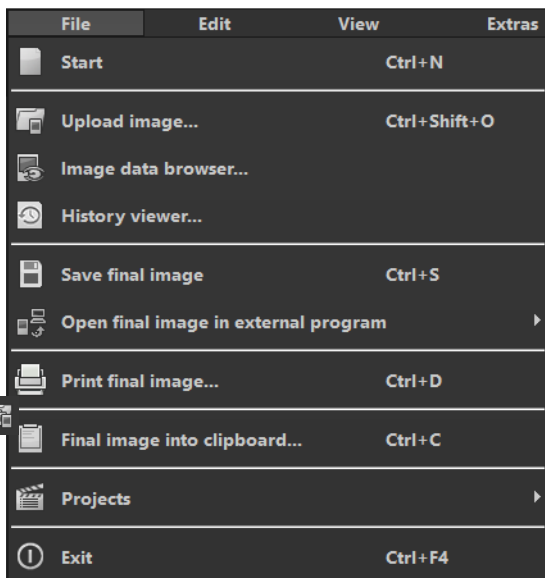 File Edit View Extras
Start Ctrl+N
Upload image... Ctrl+Shift+O
Image data browser...
History viewer...
Save final image Ctrl+S
Open final image in external program
Print final image... Ctrl+D
Final image into clipboard... Ctrl+C
Projects
Exit Ctrl+F4